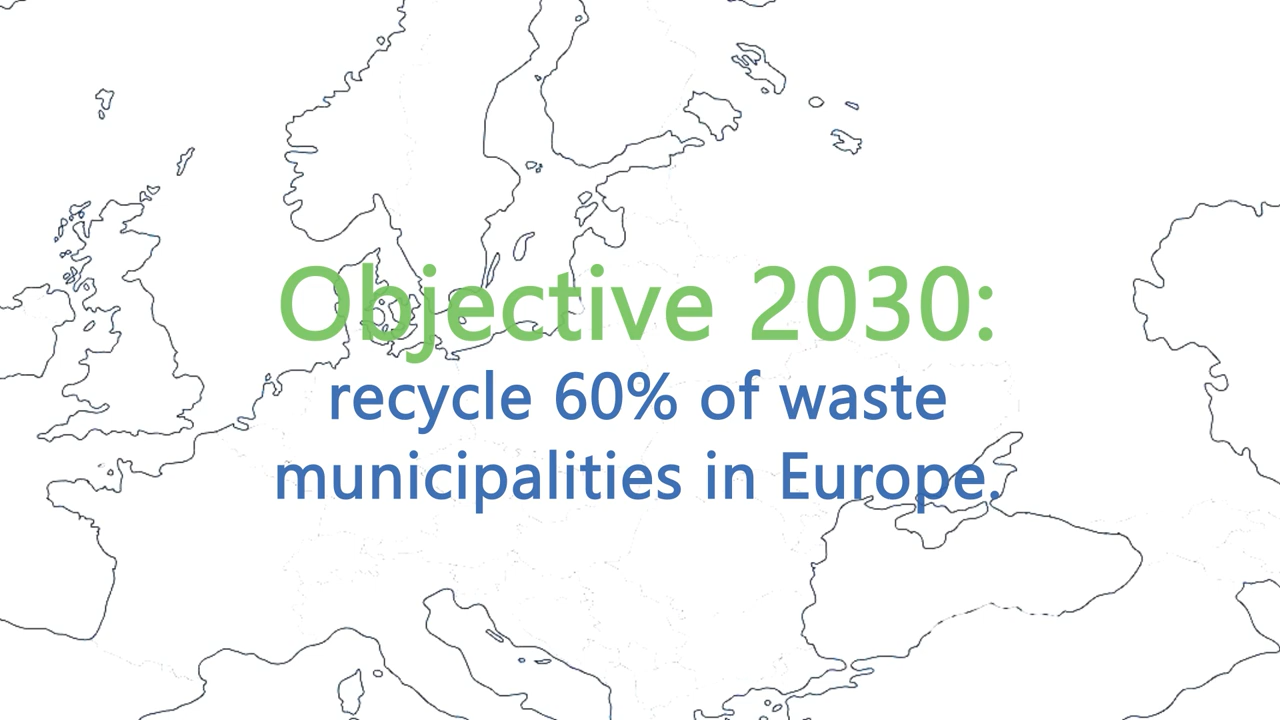 Objective 2030:
recycle 60% of waste
municipalities in Europe.